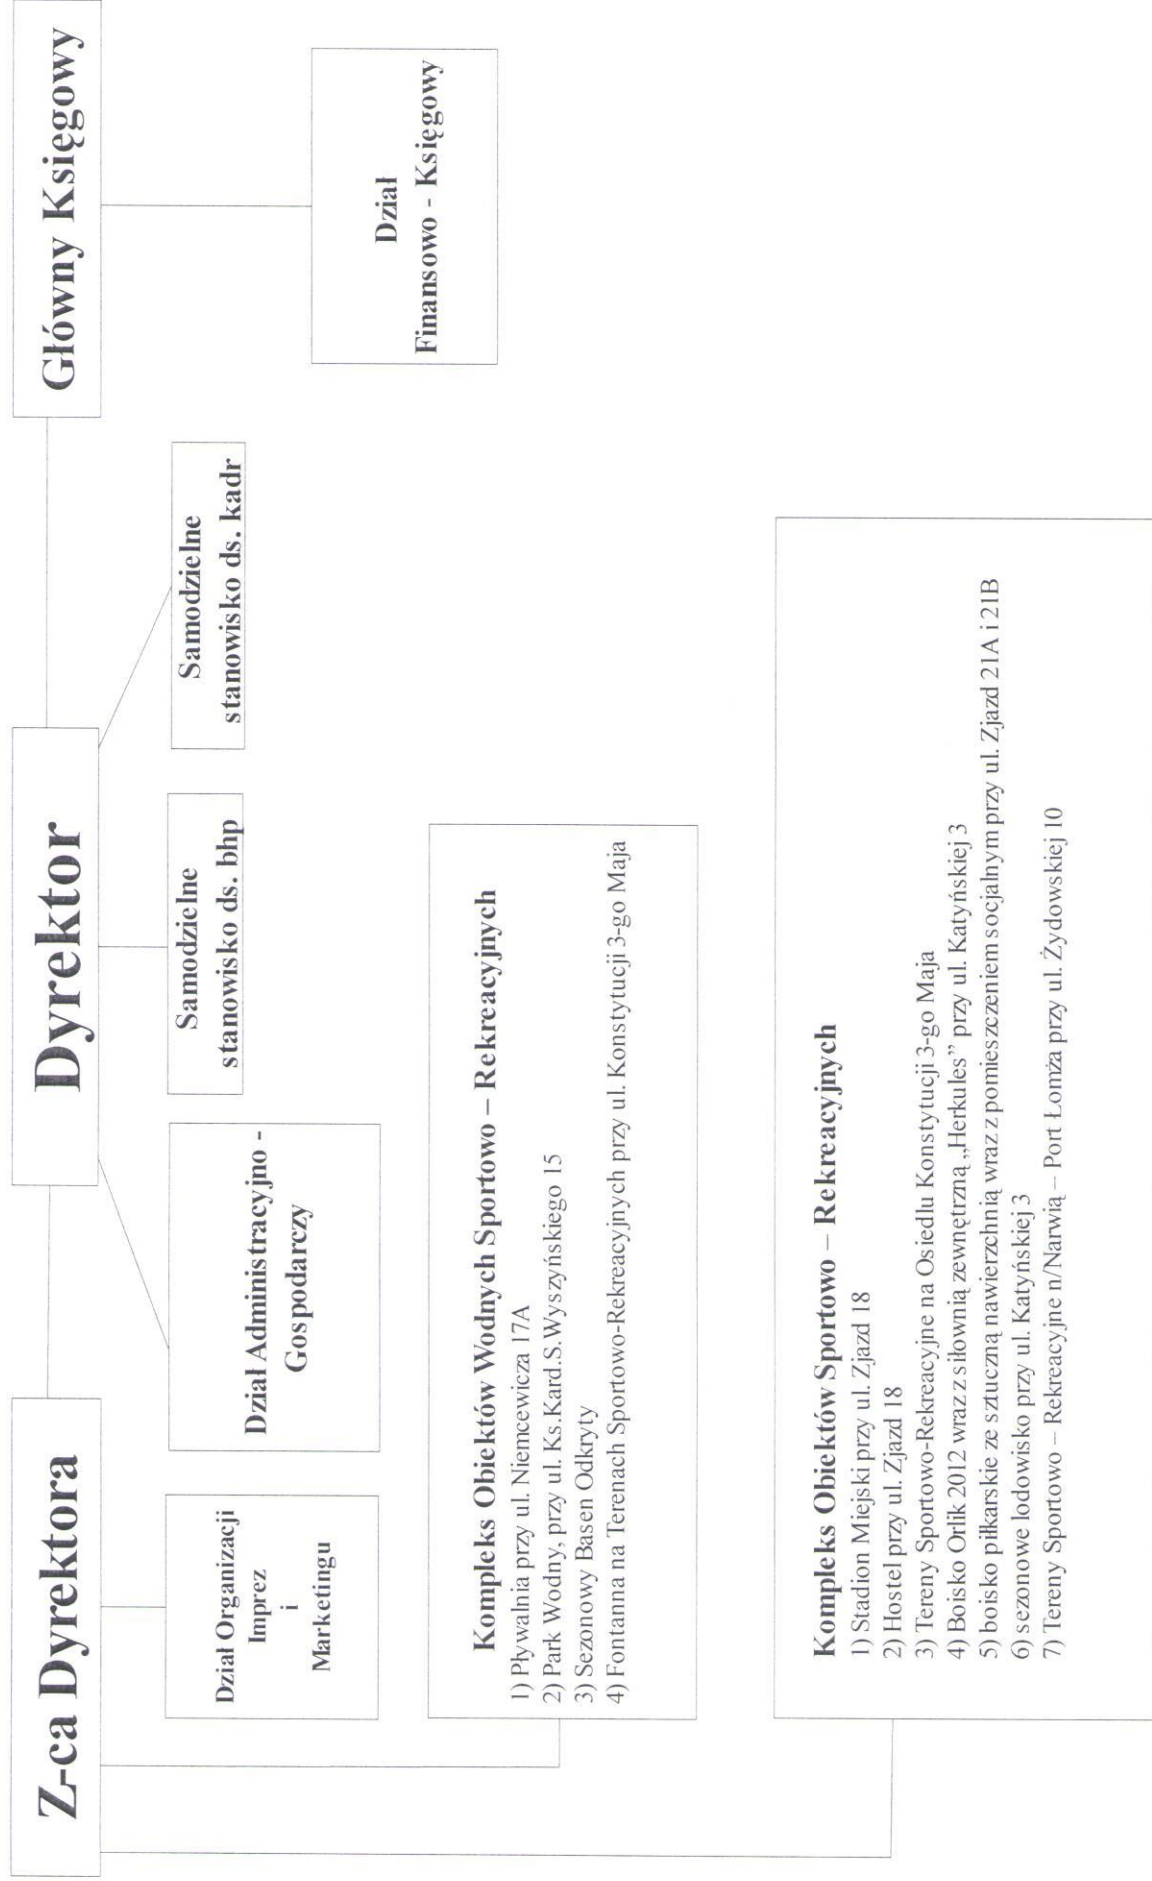 Z-ca Dyrektora
Dyrektor
Główny Księgowy
Dział Organizacji
Imprez
i
Marketingu
Dział Administracyjno -
Gospodarczy
Samodzielne
stanowisko ds. bhp
Samodzielne
stanowisko ds. kadr
Dział
Finansowo - Księgowy
Kompleks Obiektów Wodnych Sportowo – Rekreacyjnych
1) Pływalnia przy ul. Niemcewicza 17A
2) Park Wodny, przy ul. Ks.Kard.S.Wyszyńskiego 15
3) Sezonowy Basen Odkryty
4) Fontanna na Terenach Sportowo-Rekreacyjnych przy ul. Konstytucji 3-go Maja
Kompleks Obiektów Sportowo – Rekreacyjnych
1) Stadion Miejski przy ul. Zjazd 18
2) Hostel przy ul. Zjazd 18
3) Tereny Sportowo-Rekreacyjne na Osiedlu Konstytucji 3-go Maja
4) Boisko Orlik 2012 wraz z siłownią zewnętrzną „Herkules” przy ul. Katyńskiej 3
5) boisko piłkarskie ze sztuczną nawierzchnią wraz z pomieszczeniem socjalnym przy ul. Zjazd 21A i 21B
6) sezonowe lodowisko przy ul. Katyńskiej 3
7) Tereny Sportowo – Rekreacyjne n/Narwią – Port Łomża przy ul. Żydowskiej 10